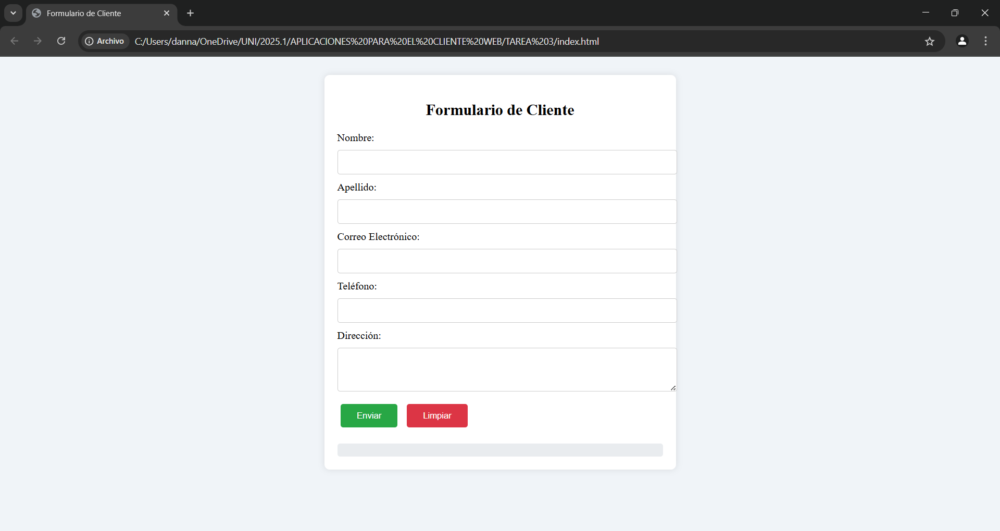 Formulario de Cliente
Archivo C:/Users/danna/OneDrive/UNI/2025.1/APLICACIONES%20PARA%20EL%20CLIENTE%20WEB/TAREA%203/index.html
Formulario de Cliente
Nombre:
Apellido:
Correo Electrónico:
Teléfono:
Dirección:
Enviar Limpiar